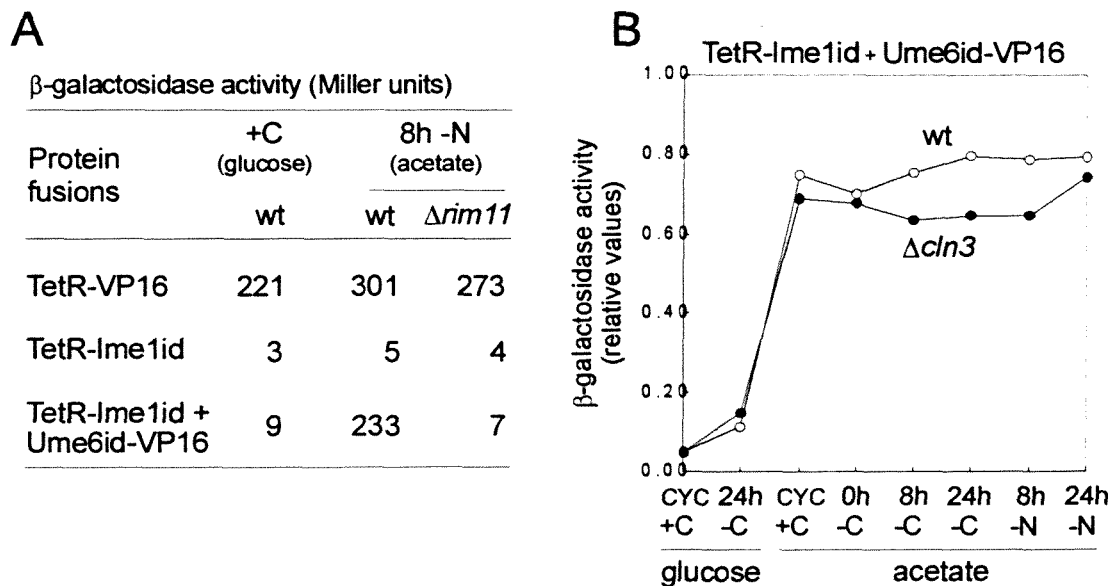 A
β-galactosidase activity (Miller units)
Protein fusions
+C (glucose)
8h -N (acetate)
wt
wt Δrim11
TetR-VP16 221 301 273
TetR-Ime1id 3 5 4
TetR-Ime1id + Ume6id-VP16 9 233 7
B
TetR-Ime1id + Ume6id-VP16
β-galactosidase activity
(relative values)
1.00
0.80
0.60
0.40
0.20
0.00
wt
Δcln3
CYC 24h CYC 0h 8h 24h 8h 24h
+C -C +C -C -C -C -N -N
glucose acetate